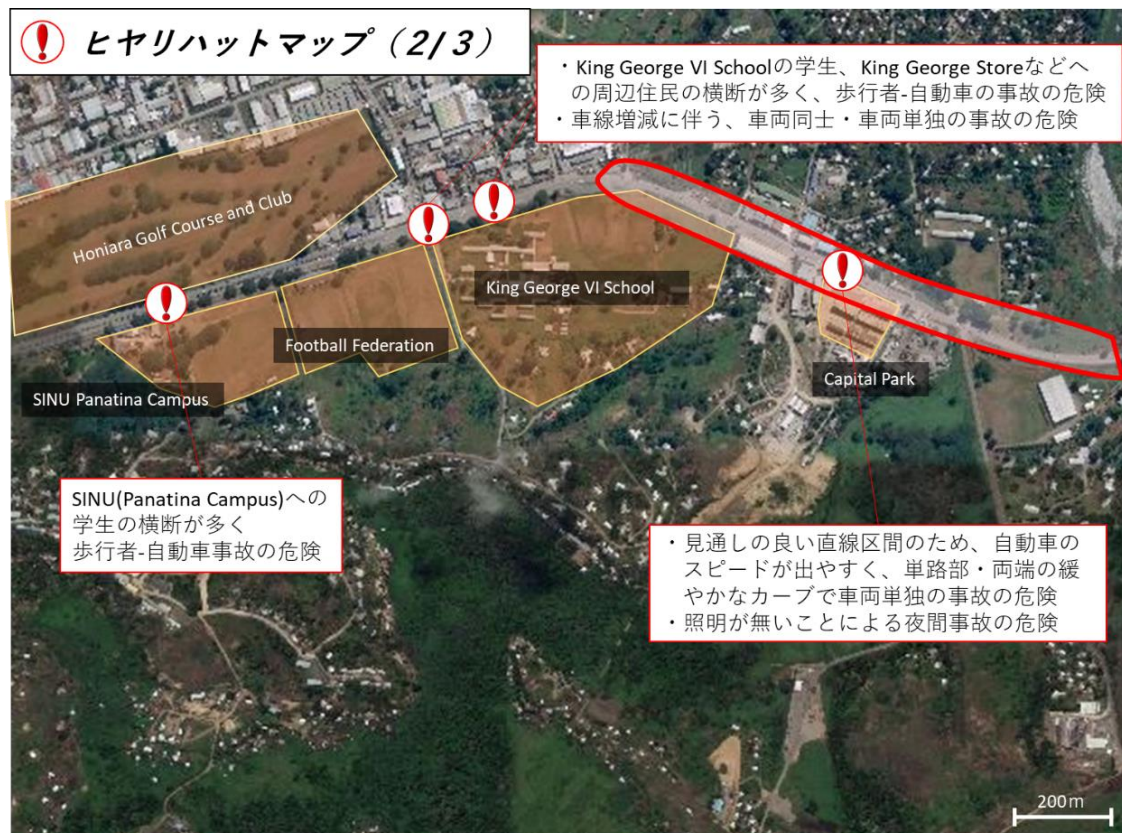 ヒヤリハットマップ（2/3）
・King George VI Schoolの学生、King George Storeなどへ
の周辺住民の横断が多く、歩行者-自動車の事故の危険
・車線増減に伴う、車両同士・車両単独の事故の危険
Honiara Golf Course and Club
King George VI School
Football Federation
SINU Panatina Campus
Capital Park
SINU(Panatina Campus)への
学生の横断が多く
歩行者-自動車事故の危険
・見通しの良い直線区間のため、自動車の
スピードが出やすく、単路部・両端の緩
やかなカーブで車両単独の事故の危険
・照明が無いことによる夜間事故の危険
200m